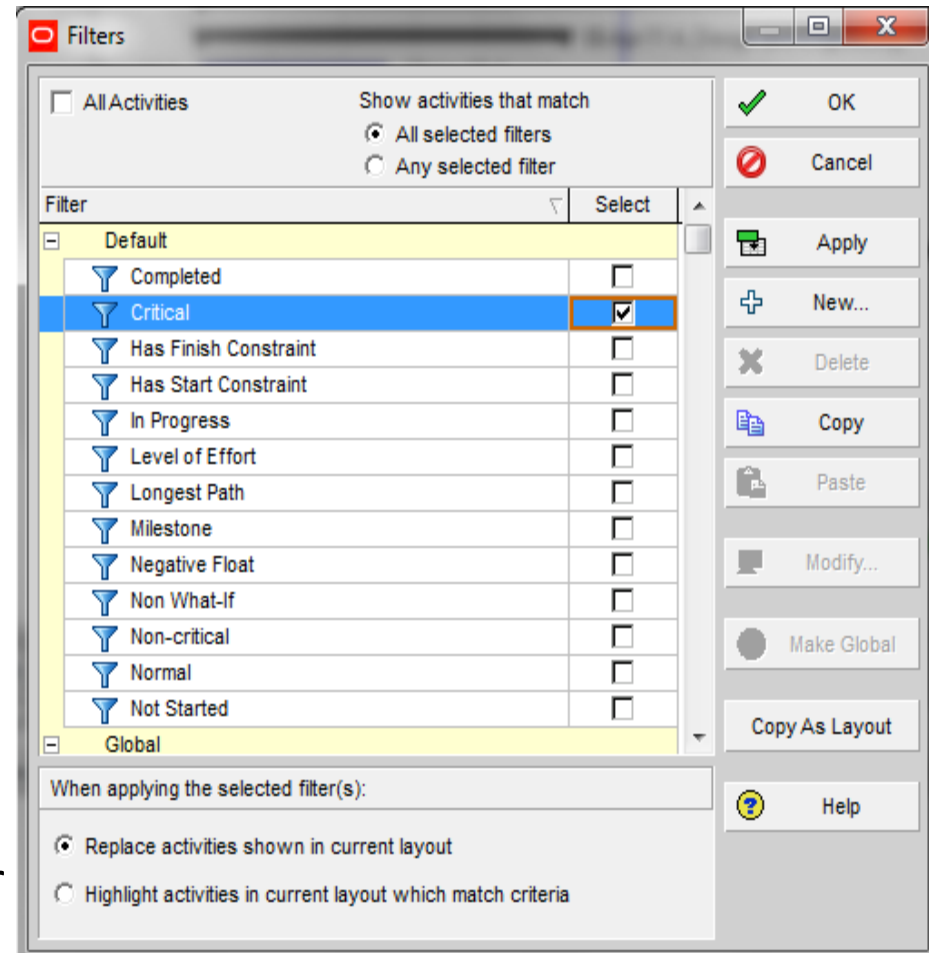 Filters
All Activities
Show activities that match
All selected filters
Any selected filter
Filter Select
Default
Completed
Critical
Has Finish Constraint
Has Start Constraint
In Progress
Level of Effort
Longest Path
Milestone
Negative Float
Non What-If
Non-critical
Normal
Not Started
Global
When applying the selected filter(s):
Replace activities shown in current layout
Highlight activities in current layout which match criteria
OK
Cancel
Apply
New...
Delete
Copy
Paste
Modify...
Make Global
Copy As Layout
Help